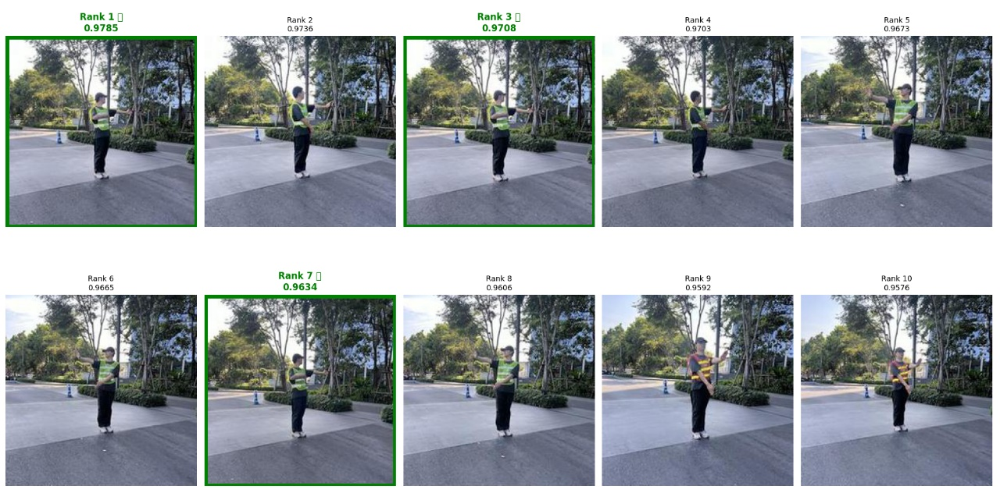 Rank 1 ▯
0.9785
Rank 2
0.9736
Rank 3 ▯
0.9708
Rank 4
0.9703
Rank 5
0.9673
Rank 6
0.9665
Rank 7 ▯
0.9634
Rank 8
0.9606
Rank 9
0.9592
Rank 10
0.9576